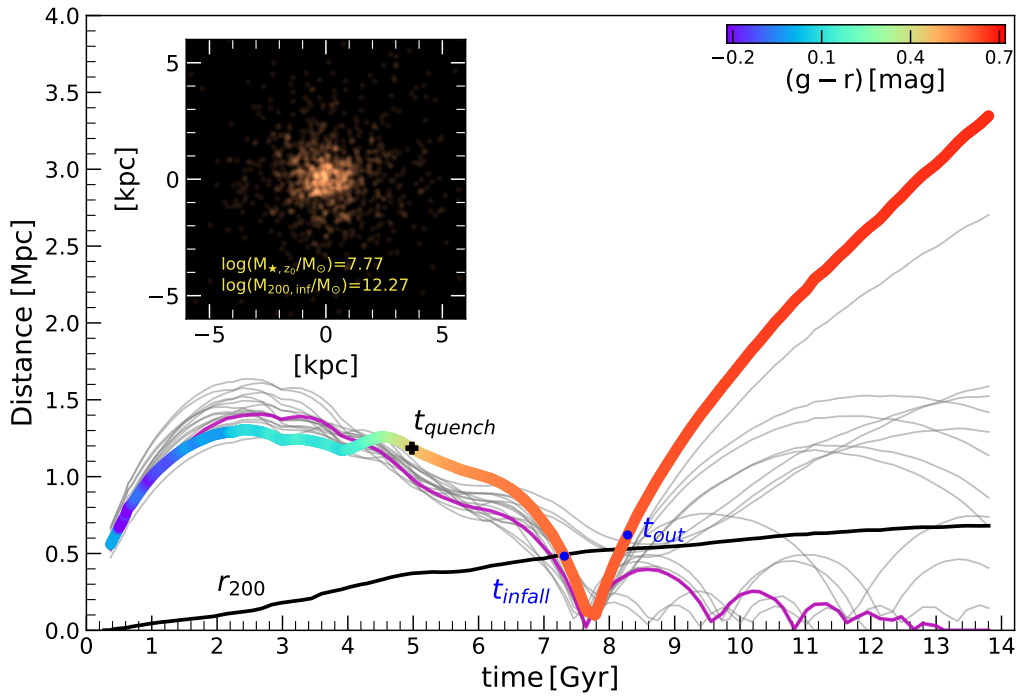 4.0
3.5
3.0
2.5
2.0
1.5
1.0
0.5
0.0
Distance [Mpc]
−0.2 0.1 0.4 0.7
(g − r) [mag]
5
0
−5
[kpc]
log(M★, z₀/M⊙)=7.77
log(M200, inf/M⊙)=12.27
−5 0 5
[kpc]
tquench
tout
tinfall
r200
0 1 2 3 4 5 6 7 8 9 10 11 12 13 14
time [Gyr]